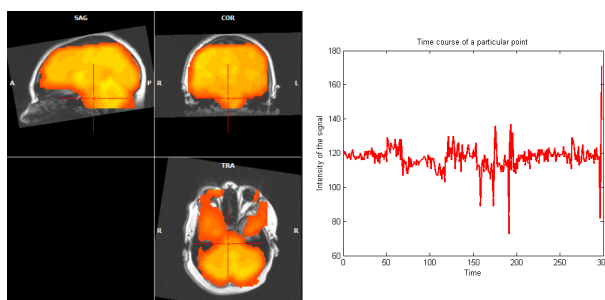 SAG
COR
A
P
R
L
TRA
R
R
Time course of a particular point
Intensity of the signal
180
160
140
120
100
80
60
0
50
100
150
200
250
300
Time